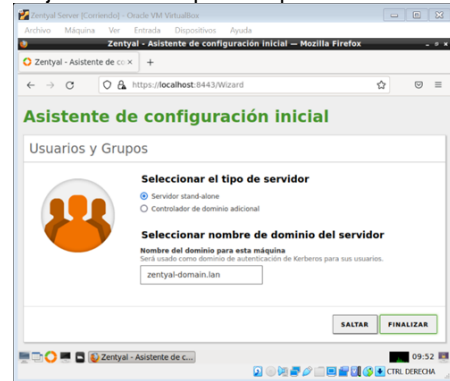 Zentyal Server [Corriendo] - Oracle VM VirtualBox
Archivo Máquina Ver Entrada Dispositivos Ayuda
Zentyal - Asistente de configuración inicial — Mozilla Firefox
Zentyal - Asistente de co
https://localhost:8443/Wizard
Asistente de configuración inicial
Usuarios y Grupos
Seleccionar el tipo de servidor
Servidor stand-alone
Controlador de dominio adicional
Seleccionar nombre de dominio del servidor
Nombre del dominio para esta máquina
Será usado como dominio de autenticación de Kerberos para sus usuarios.
zentyal-domain.lan
SALTAR FINALIZAR
Zentyal - Asistente de c...
09:52
CTRL DERECHA